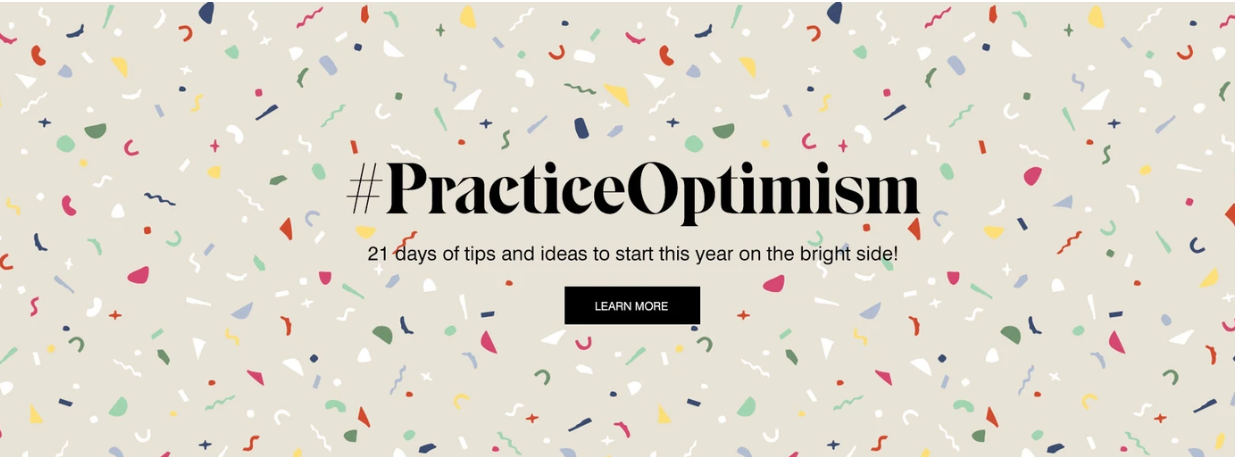 #PracticeOptimism
21 days of tips and ideas to start this year on the bright side!
LEARN MORE